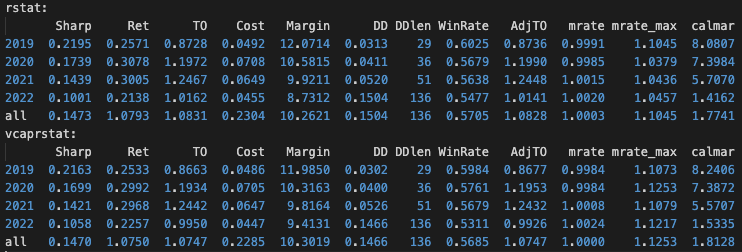 rstat:
Sharp Ret TO Cost Margin DD DDlen WinRate AdjTO mrate mrate_max calmar
2019 0.2195 0.2571 0.8728 0.0492 12.0714 0.0313 29 0.6025 0.8736 0.9991 1.1045 8.0807
2020 0.1739 0.3078 1.1972 0.0708 10.5815 0.0411 36 0.5679 1.1990 0.9985 1.0379 7.3984
2021 0.1439 0.3005 1.2467 0.0649 9.9211 0.0520 51 0.5638 1.2448 1.0015 1.0436 5.7070
2022 0.1001 0.2138 1.0162 0.0455 8.7312 0.1504 136 0.5477 1.0141 1.0020 1.0457 1.4162
all 0.1473 1.0793 1.0831 0.2304 10.2621 0.1504 136 0.5705 1.0828 1.0003 1.1045 1.7741
vcaprstat:
Sharp Ret TO Cost Margin DD DDlen WinRate AdjTO mrate mrate_max calmar
2019 0.2163 0.2533 0.8663 0.0486 11.9850 0.0302 29 0.5984 0.8677 0.9984 1.1073 8.2406
2020 0.1699 0.2992 1.1934 0.0705 10.3163 0.0400 36 0.5761 1.1953 0.9984 1.1253 7.3872
2021 0.1421 0.2968 1.2442 0.0647 9.8164 0.0526 51 0.5679 1.2432 1.0008 1.1079 5.5707
2022 0.1058 0.2257 0.9950 0.0447 9.4131 0.1466 136 0.5311 0.9926 1.0024 1.1217 1.5335
all 0.1470 1.0750 1.0747 0.2285 10.3019 0.1466 136 0.5685 1.0747 1.0000 1.1253 1.8128